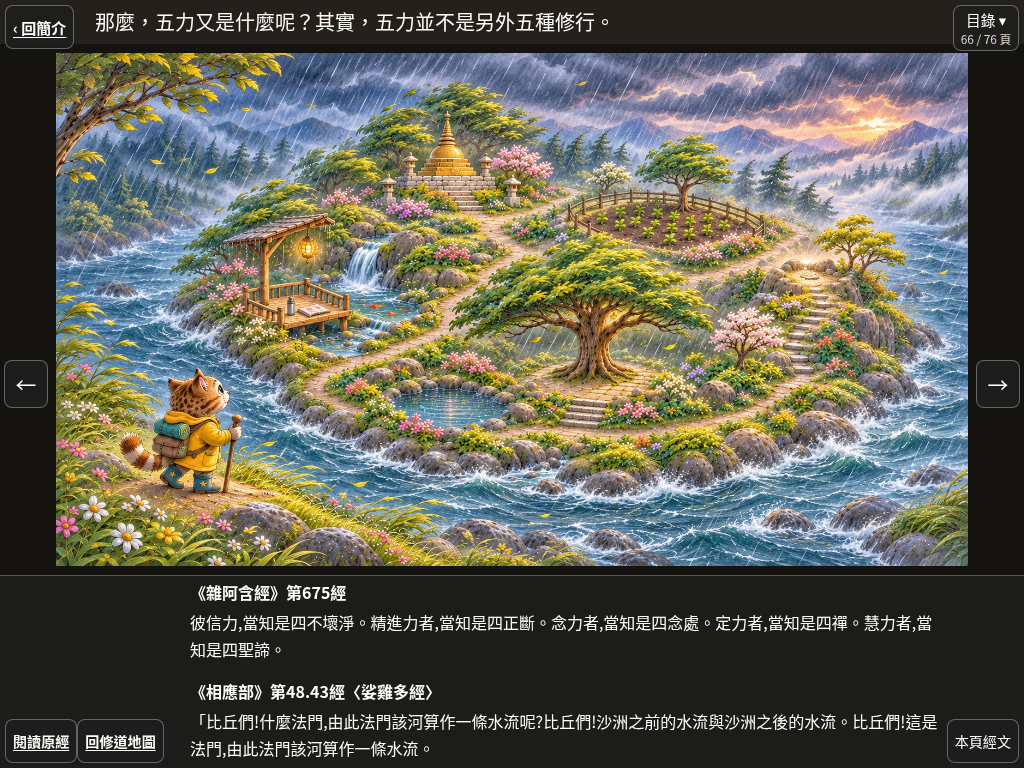 ‹ 回簡介
那麼，五力又是什麼呢？其實，五力並不是另外五種修行。
目錄 ▾
66 / 76 頁
←
→
《雜阿含經》第675經
彼信力,當知是四不壞淨。精進力者,當知是四正斷。念力者,當知是四念處。定力者,當知是四禪。慧力者,當
知是四聖諦。
《相應部》第48.43經〈娑雞多經〉
「比丘們!什麼法門,由此法門該河算作一條水流呢?比丘們!沙洲之前的水流與沙洲之後的水流。比丘們!這是
法門,由此法門該河算作一條水流。
閱讀原經
回修道地圖
本頁經文